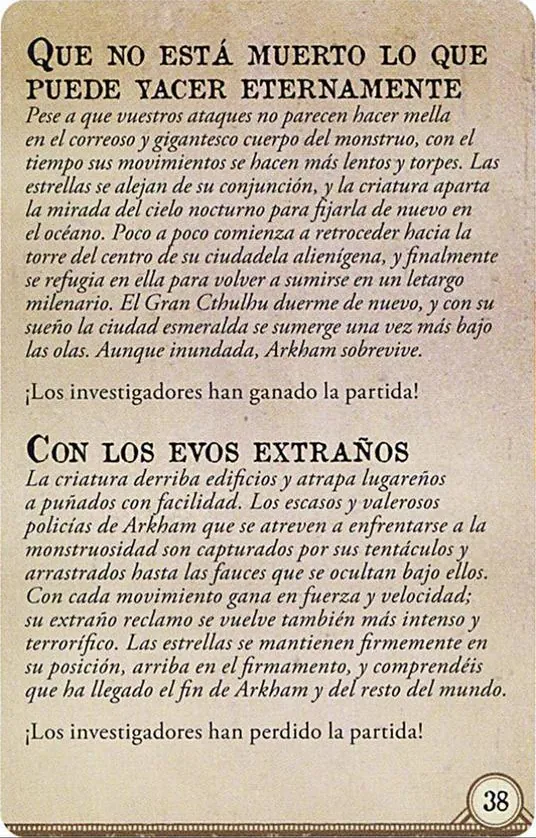 Que no está muerto lo que
puede yacer eternamente
Pese a que vuestros ataques no parecen hacer mella
en el correoso y gigantesco cuerpo del monstruo, con el
tiempo sus movimientos se hacen más lentos y torpes. Las
estrellas se alejan de su conjunción, y la criatura aparta
la mirada del cielo nocturno para fijarla de nuevo en
el océano. Poco a poco comienza a retroceder hacia la
torre del centro de su ciudadela alienígena, y finalmente
se refugia en ella para volver a sumirse en un letargo
milenario. El Gran Cthulhu duerme de nuevo, y con su
sueño la ciudad esmeralda se sumerge una vez más bajo
las olas. Aunque inundada, Arkham sobrevive.
¡Los investigadores han ganado la partida!
Con los evos extraños
La criatura derriba edificios y atrapa lugareños
a puñados con facilidad. Los escasos y valerosos
policías de Arkham que se atreven a enfrentarse a la
monstruosidad son capturados por sus tentáculos y
arrastrados hasta las fauces que se ocultan bajo ellos.
Con cada movimiento gana en fuerza y velocidad;
su extraño reclamo se vuelve también más intenso y
terrorífico. Las estrellas se mantienen firmemente en
su posición, arriba en el firmamento, y comprendéis
que ha llegado el fin de Arkham y del resto del mundo.
¡Los investigadores han perdido la partida!
38